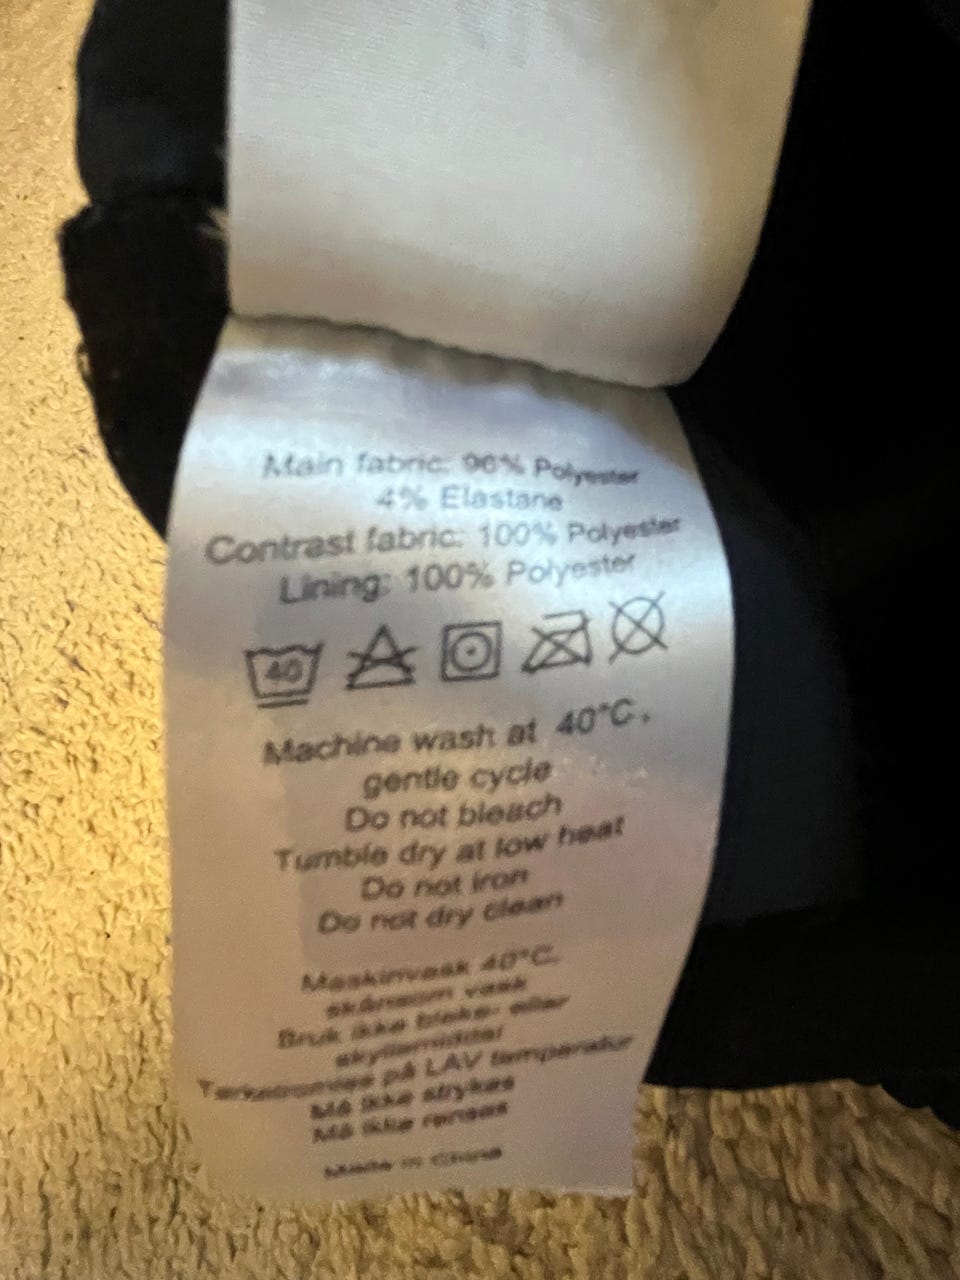 Main fabric: 96% Polyester
4% Elastane
Contrast fabric: 100% Polyester
Lining: 100% Polyester
40
Machine wash at 40°C,
gentle cycle
Do not bleach
Tumble dry at low heat
Do not iron
Do not dry clean
Maskinvask 40°C,
skånsom vask
Bruk ikke bleke- eller
skyllemiddel
Tørketromles på LAV temperatur
Må ikke strykes
Må ikke renses
Made in China